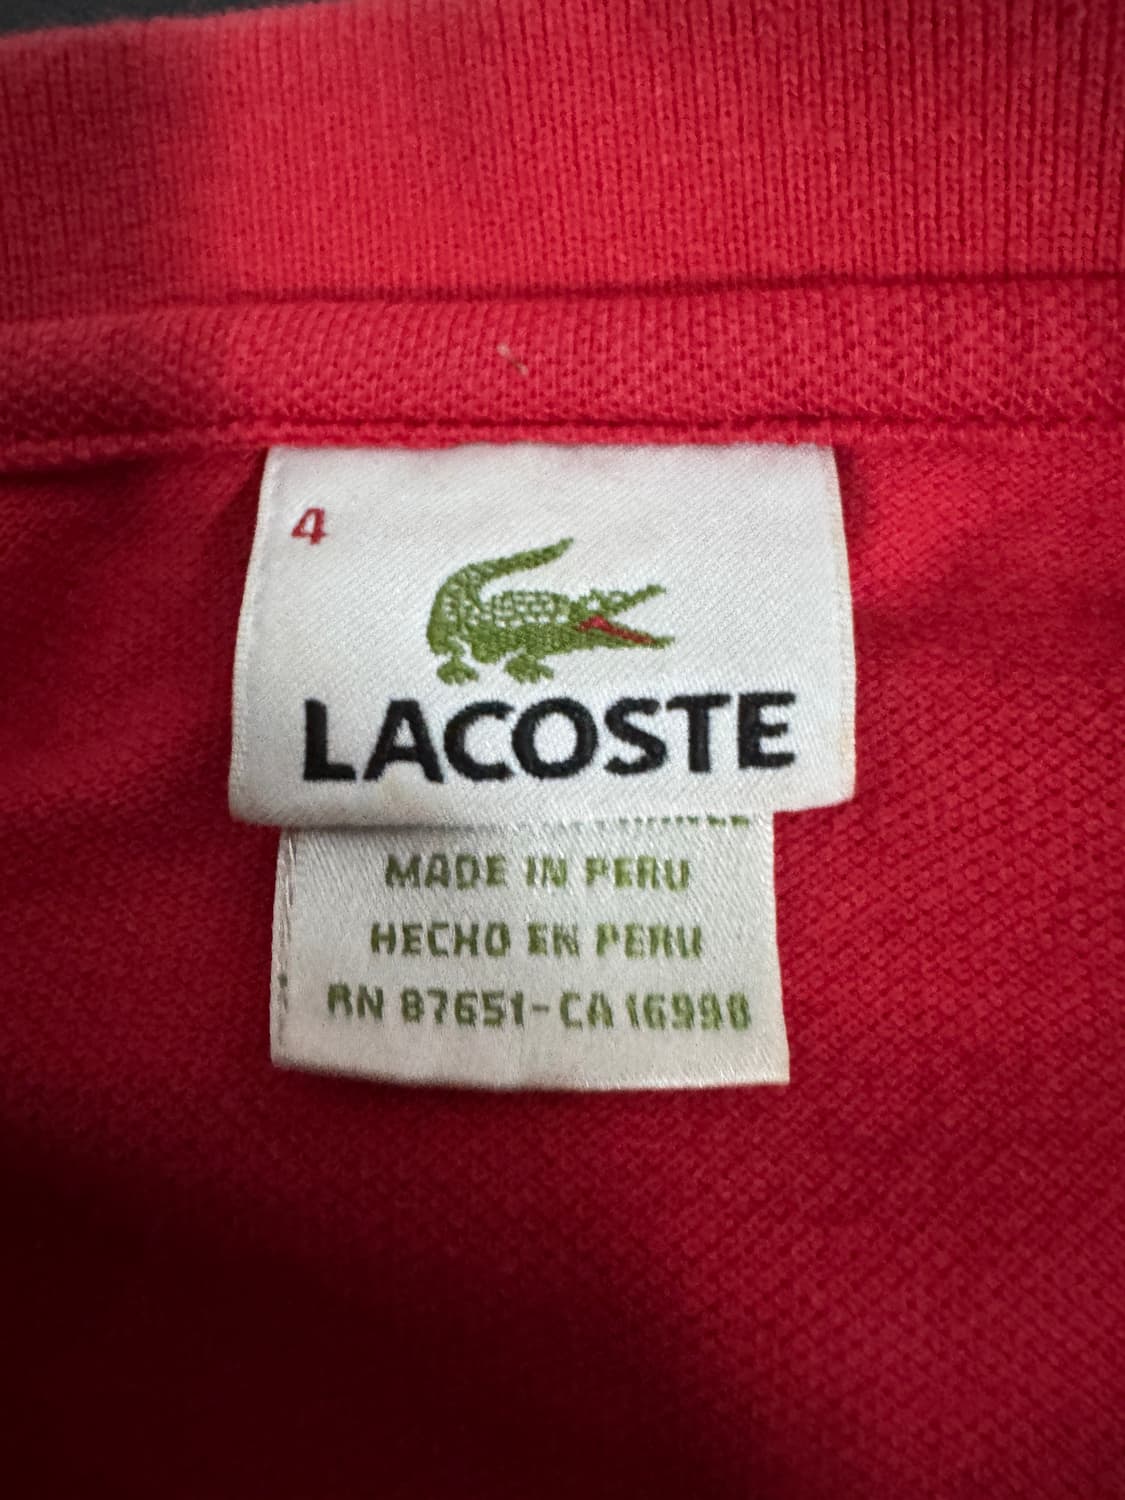 4
LACOSTE
MADE IN PERU
HECHO EN PERU
RN 87651-CA 16998